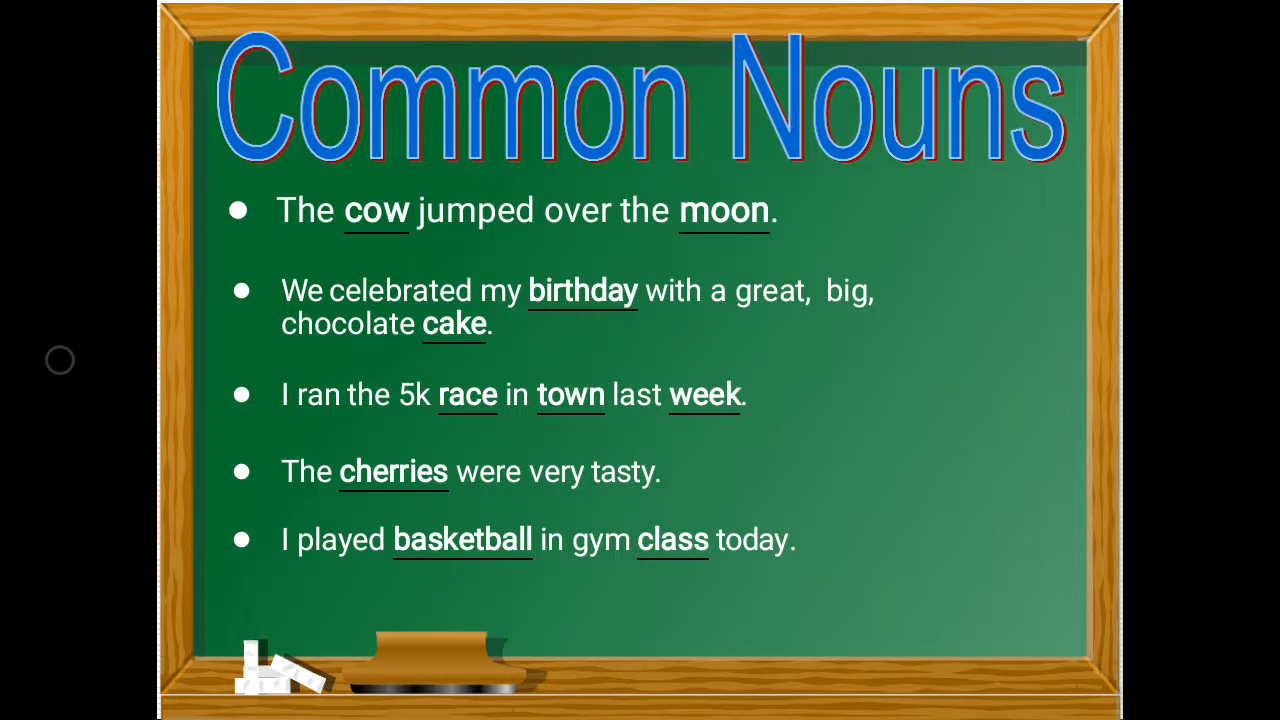 Common Nouns
● The cow jumped over the moon.
● We celebrated my birthday with a great,  big,
chocolate cake.
● I ran the 5k race in town last week.
● The cherries were very tasty.
● I played basketball in gym class today.